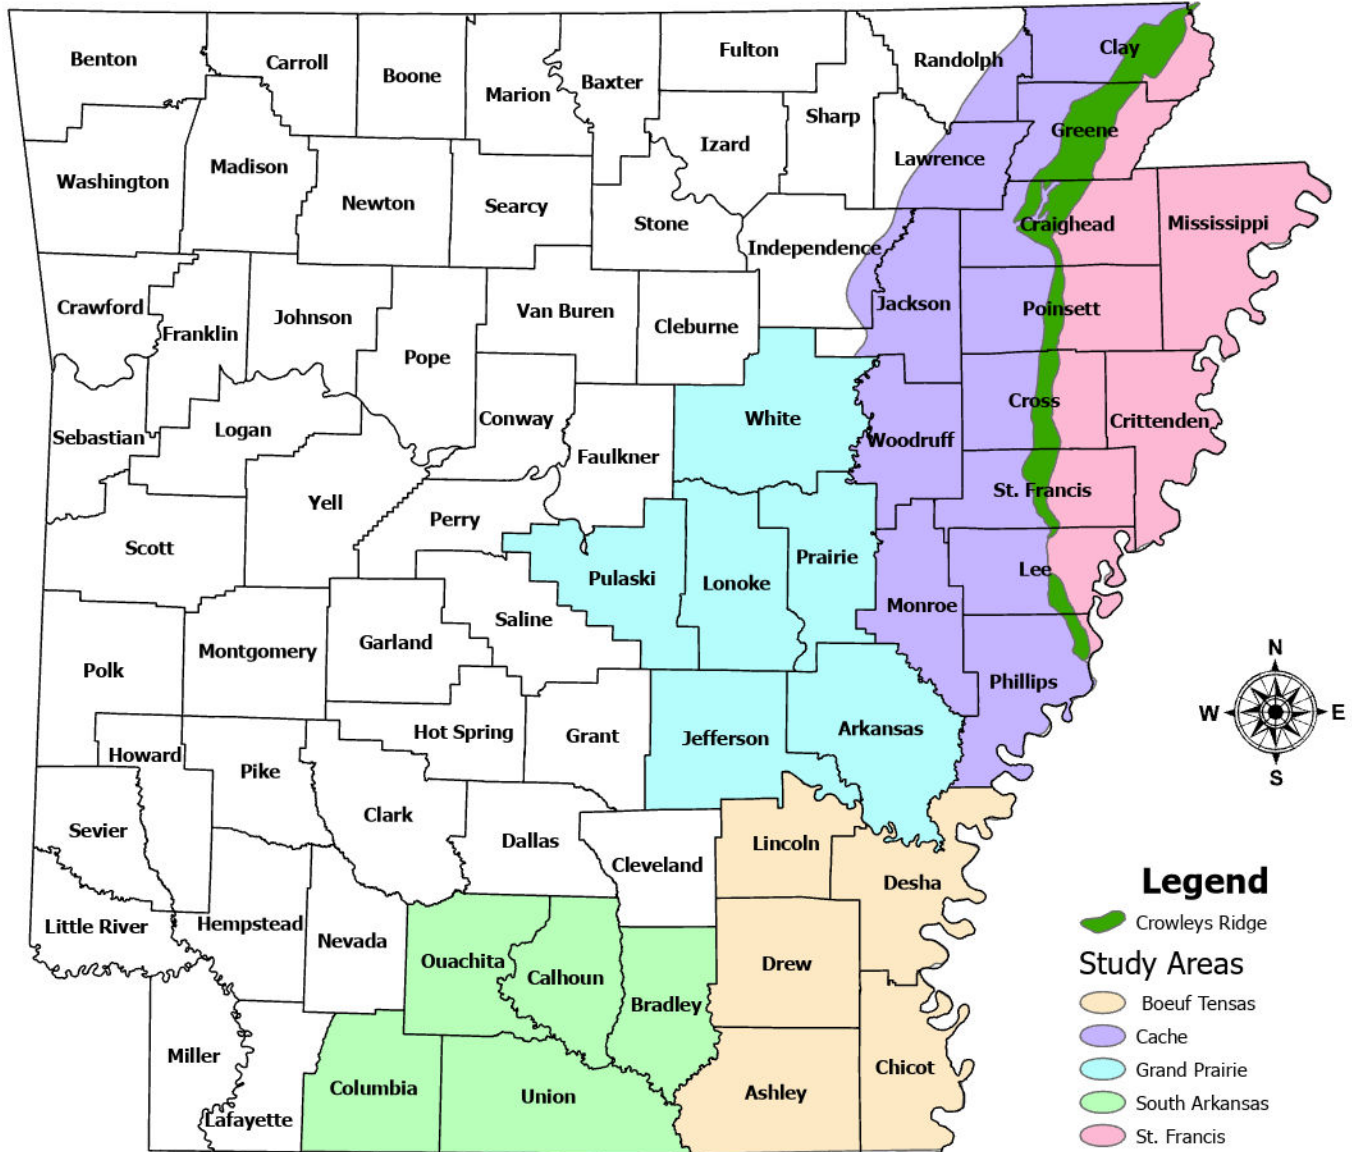 Benton
Carroll
Boone
Marion
Baxter
Fulton
Randolph
Clay
Sharp
Izard
Greene
Lawrence
Washington
Madison
Newton
Searcy
Stone
Independence
Craighead
Mississippi
Crawford
Franklin
Johnson
Pope
Van Buren
Cleburne
Jackson
Poinsett
Sebastian
Logan
Conway
Faulkner
White
Woodruff
Cross
Crittenden
Scott
Yell
Perry
Pulaski
Lonoke
Prairie
St. Francis
Lee
Monroe
Polk
Montgomery
Garland
Saline
Phillips
N
W
E
S
Howard
Pike
Hot Spring
Grant
Jefferson
Arkansas
Sevier
Clark
Dallas
Cleveland
Lincoln
Desha
Little River
Hempstead
Nevada
Ouachita
Calhoun
Bradley
Drew
Miller
Lafayette
Columbia
Union
Ashley
Chicot
Legend
Crowleys Ridge
Study Areas
Boeuf Tensas
Cache
Grand Prairie
South Arkansas
St. Francis